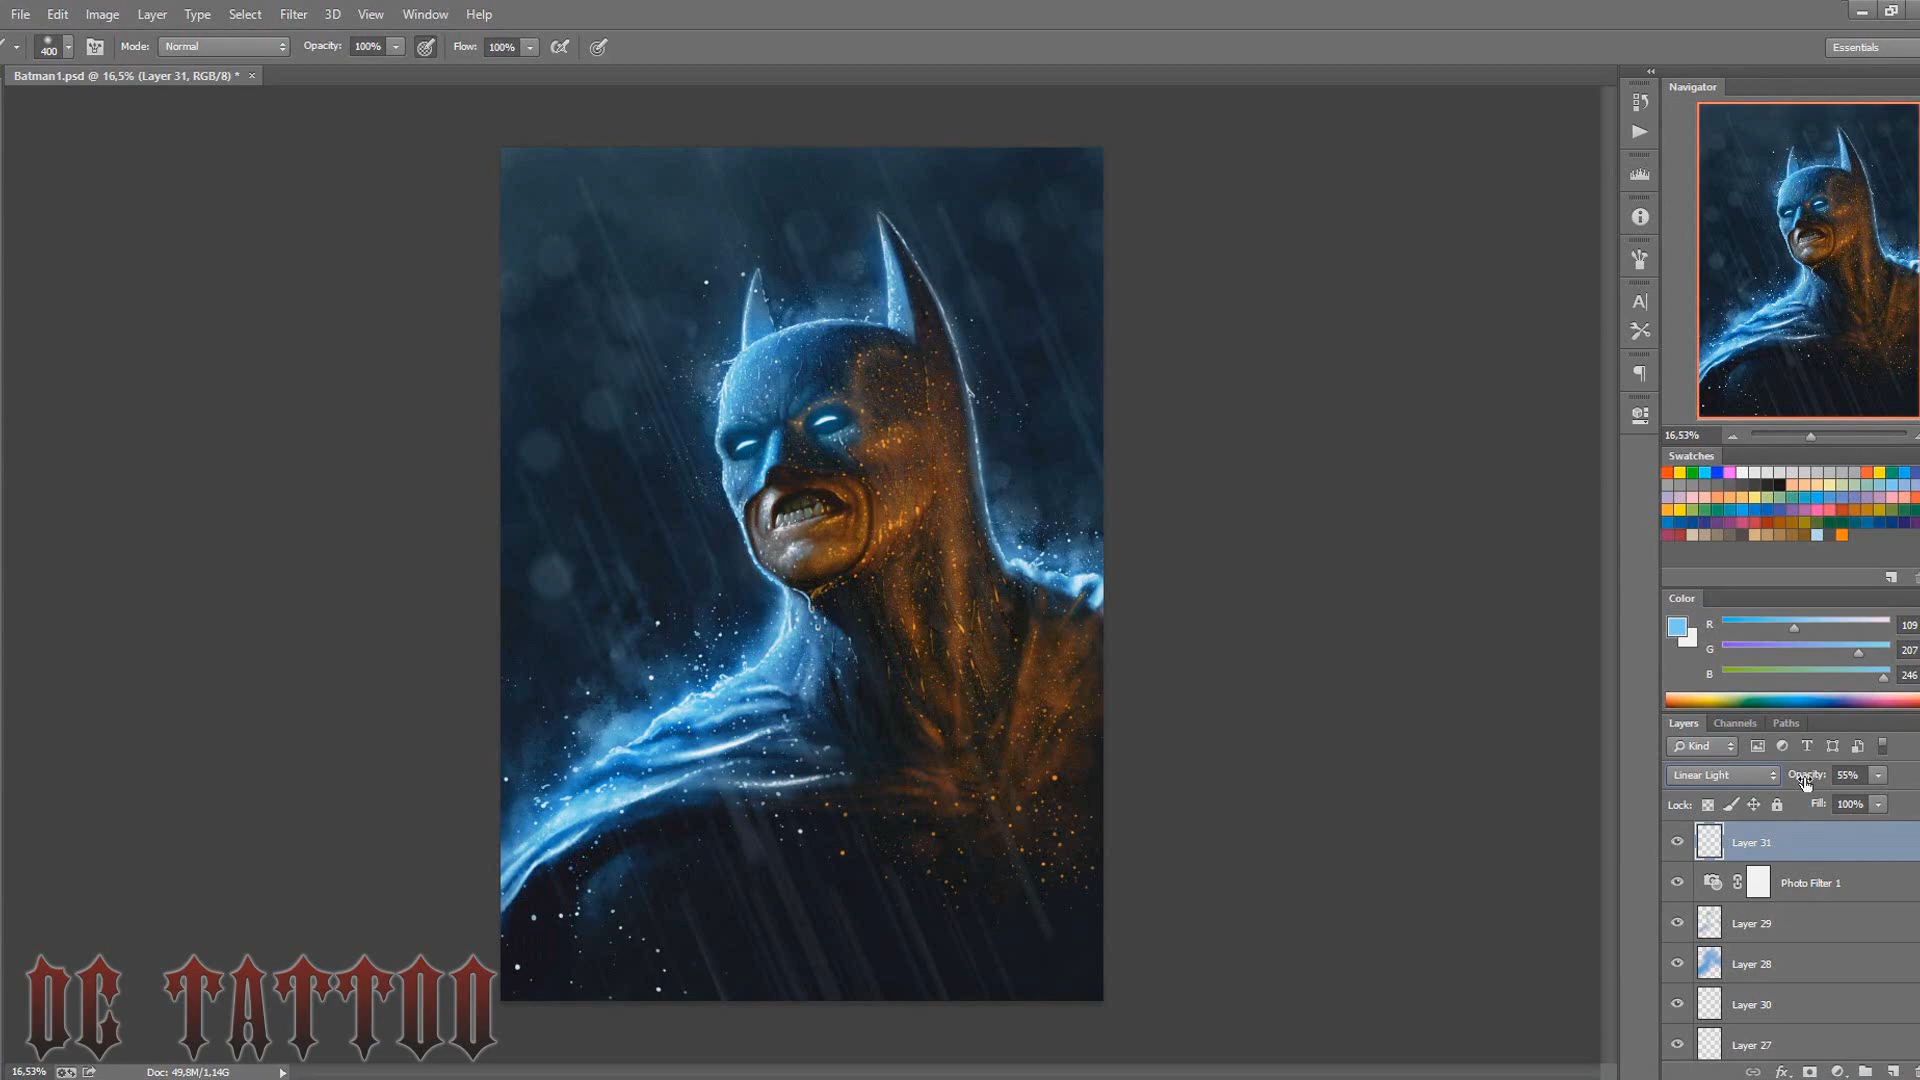 File Edit Image Layer Type Select Filter 3D View Window Help
400 Mode: Normal Opacity: 100% Flow: 100% Essentials
Batman1.psd @ 16,5% (Layer 31, RGB/8) * ×
Navigator
16,53%
Swatches
Color
R 109
G 207
B 246
Layers Channels Paths
Kind
Linear Light Opacity: 55%
Lock: Fill: 100%
Layer 31
Photo Filter 1
Layer 29
Layer 28
Layer 30
Layer 27
DC TATTOO
16,53% Doc: 49,8M/1,14G